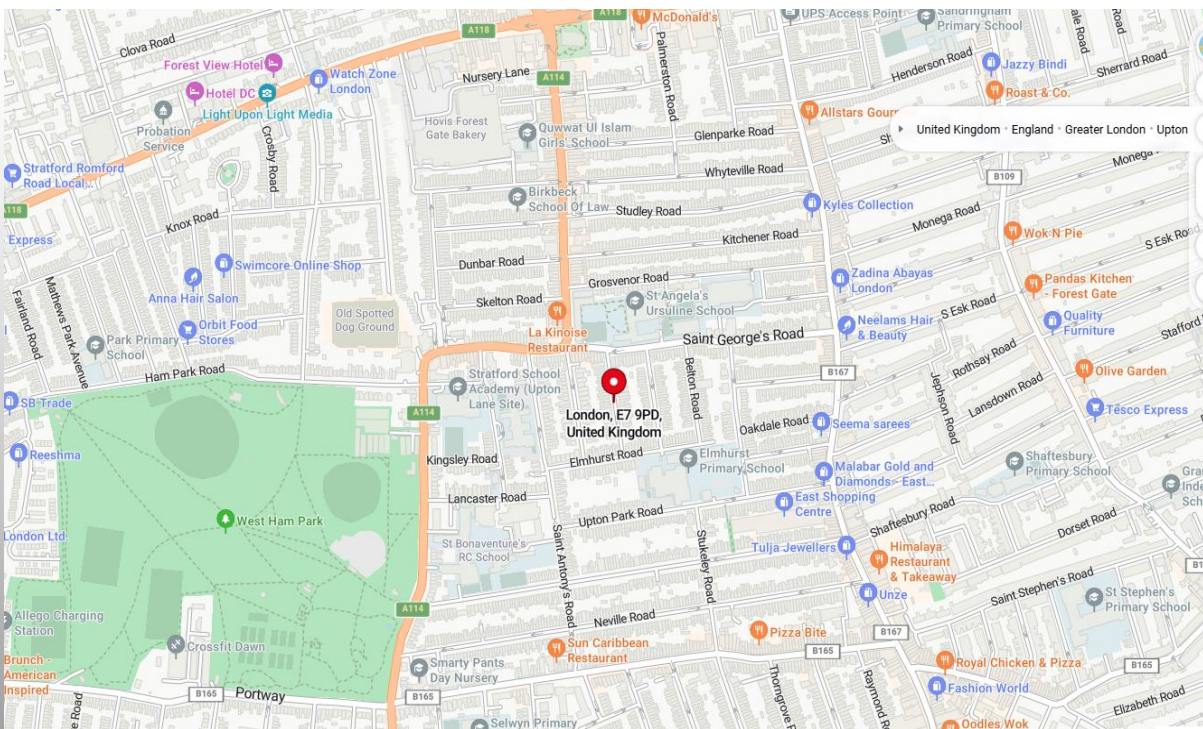 A118
McDonald's
UPS Access Point
Sandringham
Primary School
Road
Clova Road
A118
Forest View Hotel
Watch Zone
London
Nursery Lane
A114
Palmerston Road
Henderson Road
Jazzy Bindi
Sherrard Road
Hotel DC
Light Upon Light Media
Roast & Co.
Probation
Service
Crosby Road
Hovis Forest
Gate Bakery
Quwwat Ul Islam
Girls' School
Glenparke Road
Allstars Gour
United Kingdom · England · Greater London · Upton
Stratford Romford
Road Local...
Whyteville Road
Monega
B109
Birkbeck
School Of Law
Studley Road
Kyles Collection
Monega Road
A118
Knox Road
Express
Kitchener Road
Wok N Pie
S Esk Road
Swimcore Online Shop
Dunbar Road
Grosvenor Road
Zadina Abayas
London
Pandas Kitchen
- Forest Gate
Mathews Park Avenue
Fairland Road
Anna Hair Salon
Skelton Road
St Angela's
Ursuline School
S Esk Road
Old Spotted
Dog Ground
Orbit Food
Stores
La Kinoise
Restaurant
Saint George's Road
Neelams Hair
& Beauty
Quality
Furniture
Stafford
Park Primary
School
Rothsay Road
Ham Park Road
Stratford School
Academy (Upton
Lane Site)
Belton Road
B167
Jephson Road
Lansdown Road
Olive Garden
SB Trade
A114
London, E7 9PD,
United Kingdom
Oakdale Road
Seema sarees
Tesco Express
Reeshma
Kingsley Road
Elmhurst Road
Elmhurst
Primary School
Malabar Gold and
Diamonds - East...
Shaftesbury
Primary School
Lancaster Road
East Shopping
Centre
West Ham Park
Upton Park Road
Shaftesbury Road
Dorset Road
London Ltd
St Bonaventure's
RC School
Saint Antony's Road
Stukeley Road
Tulja Jewellers
Himalaya
Restaurant
& Takeaway
Saint Stephen's Road
St Stephen's
Primary School
Unze
Allego Charging
Station
A114
Neville Road
Crossfit Dawn
Sun Caribbean
Restaurant
Pizza Bite
B167
B165
Brunch -
American
Inspired
Smarty Pants
Day Nursery
Royal Chicken & Pizza
B165
B165
Portway
B165
Fashion World
Elizabeth Road
Raymond
Selwyn Primary
Oodles Wok